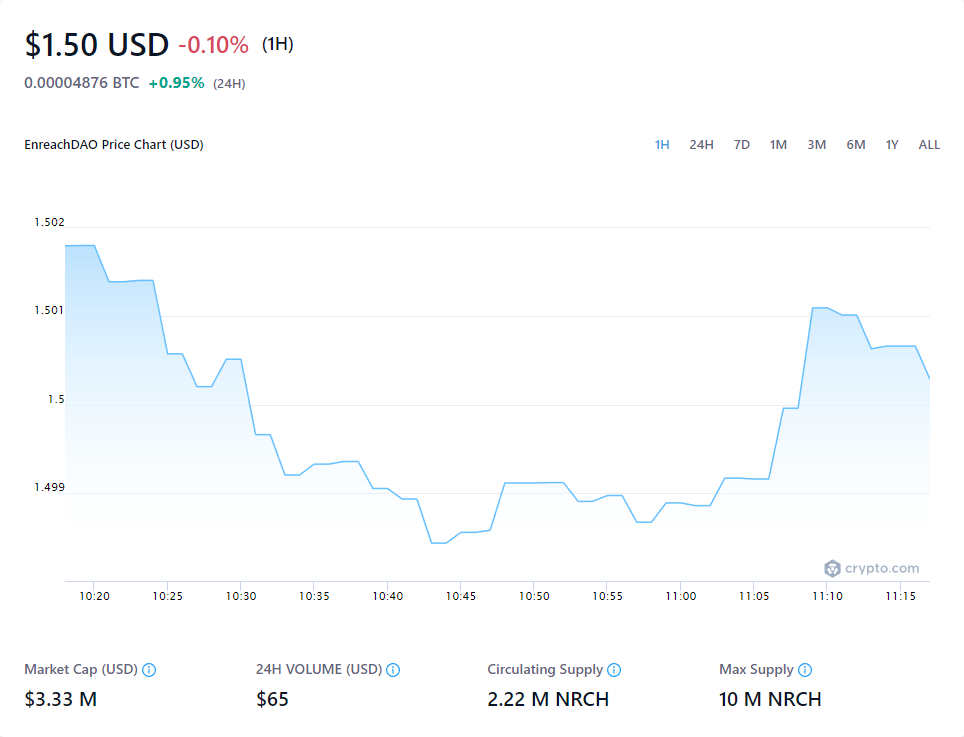 $1.50 USD -0.10% (1H)
0.00004876 BTC +0.95% (24H)
EnreachDAO Price Chart (USD) 1H 24H 7D 1M 3M 6M 1Y ALL
1.502
1.501
1.5
1.499
crypto.com
10:20 10:25 10:30 10:35 10:40 10:45 10:50 10:55 11:00 11:05 11:10 11:15
Market Cap (USD) 24H VOLUME (USD) Circulating Supply Max Supply
$3.33 M $65 2.22 M NRCH 10 M NRCH